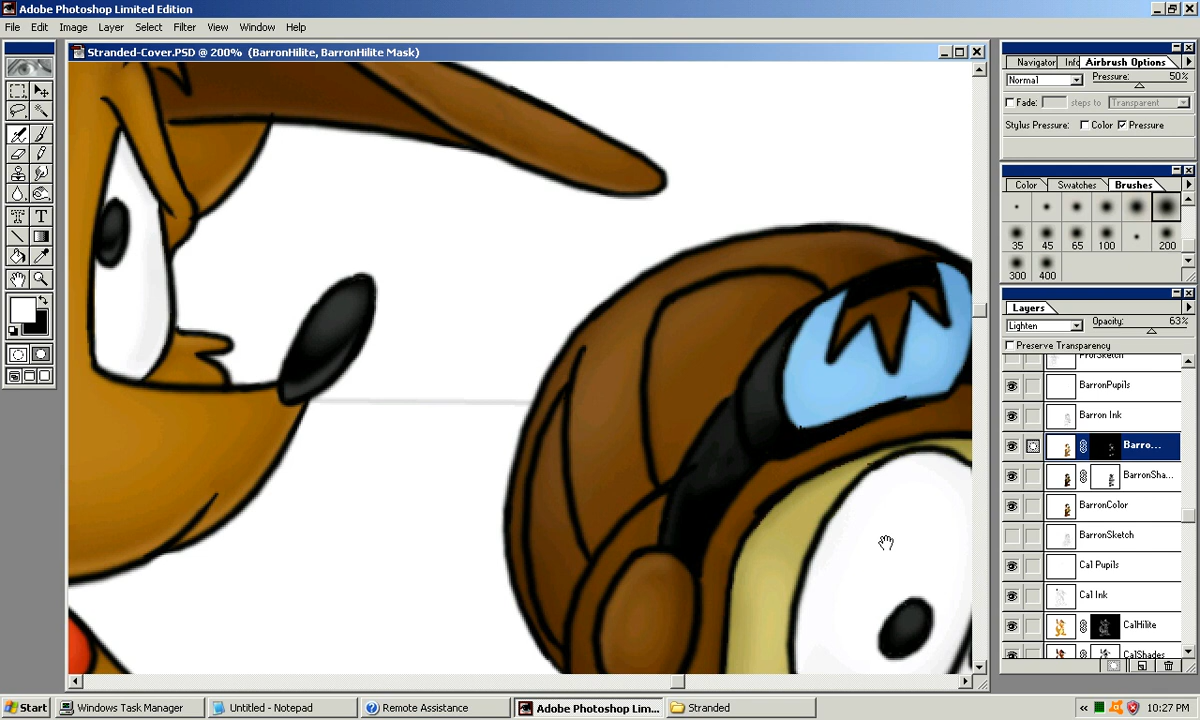 Adobe Photoshop Limited Edition
File Edit Image Layer Select Filter View Window Help
Stranded-Cover.PSD @ 200% (BarronHilite, BarronHilite Mask)
Navigator Info Airbrush Options
Normal Pressure: 50%
Fade: steps to Transparent
Stylus Pressure: Color Pressure
Color Swatches Brushes
35 45 65 100 200
300 400
Layers
Lighten Opacity: 63%
Preserve Transparency
ProfSketch
BarronPupils
Barron Ink
Barro...
BarronSha...
BarronColor
BarronSketch
Cal Pupils
Cal Ink
CalHilite
CalShades
Start Windows Task Manager Untitled - Notepad Remote Assistance Adobe Photoshop Lim... Stranded 10:27 PM